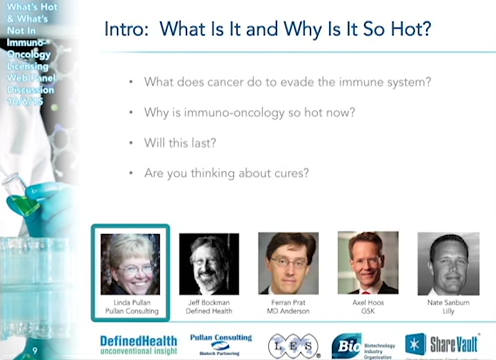 What's Hot
& What's
Not In
Immuno-
Oncology
Licensing
Web Panel
Discussion
10/6/15
Intro: What Is It and Why Is It So Hot?
• What does cancer do to evade the immune system?
• Why is immuno-oncology so hot now?
• Will this last?
• Are you thinking about cures?
Linda Pullan
Pullan Consulting
Jeff Bockman
Defined Health
Ferran Prat
MD Anderson
Axel Hoos
GSK
Nate Sanburn
Lilly
9
DefinedHealth
unconventional insight
Pullan Consulting
Biotech Partnering
LES®
Bio
Biotechnology
Industry
Organization
ShareVault®